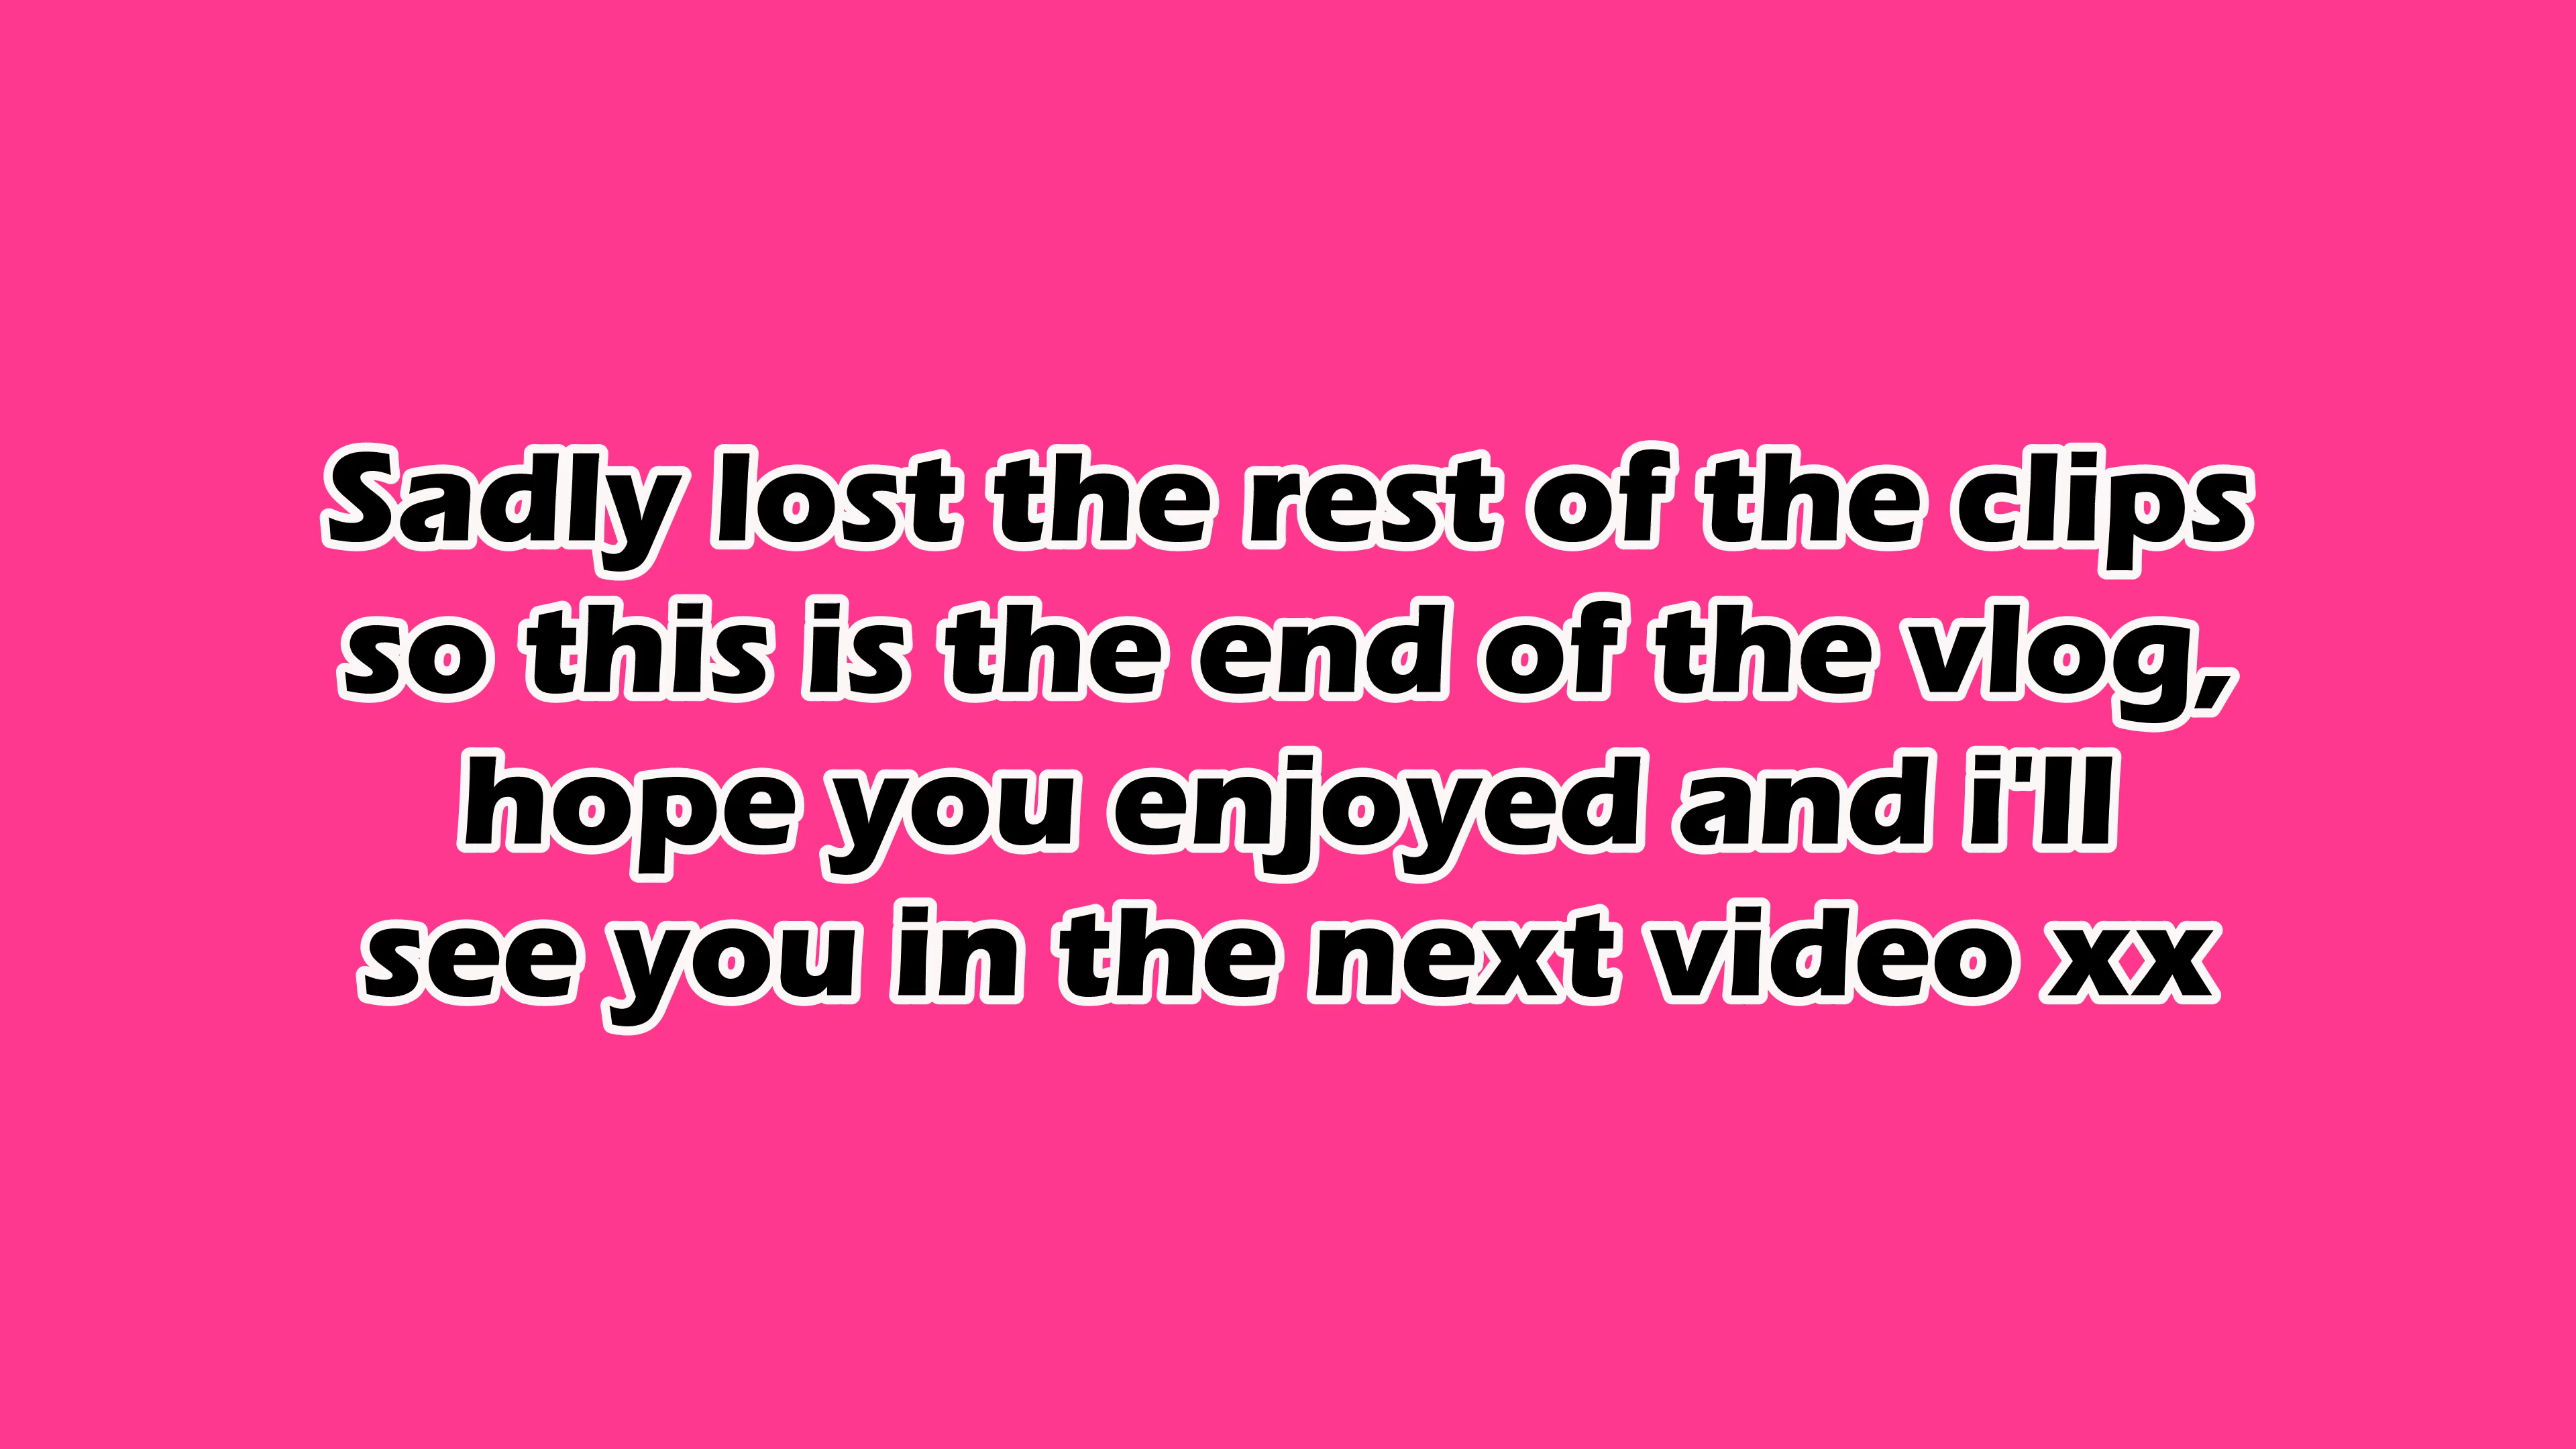 Sadly lost the rest of the clips
so this is the end of the vlog,
hope you enjoyed and i'll
see you in the next video xx